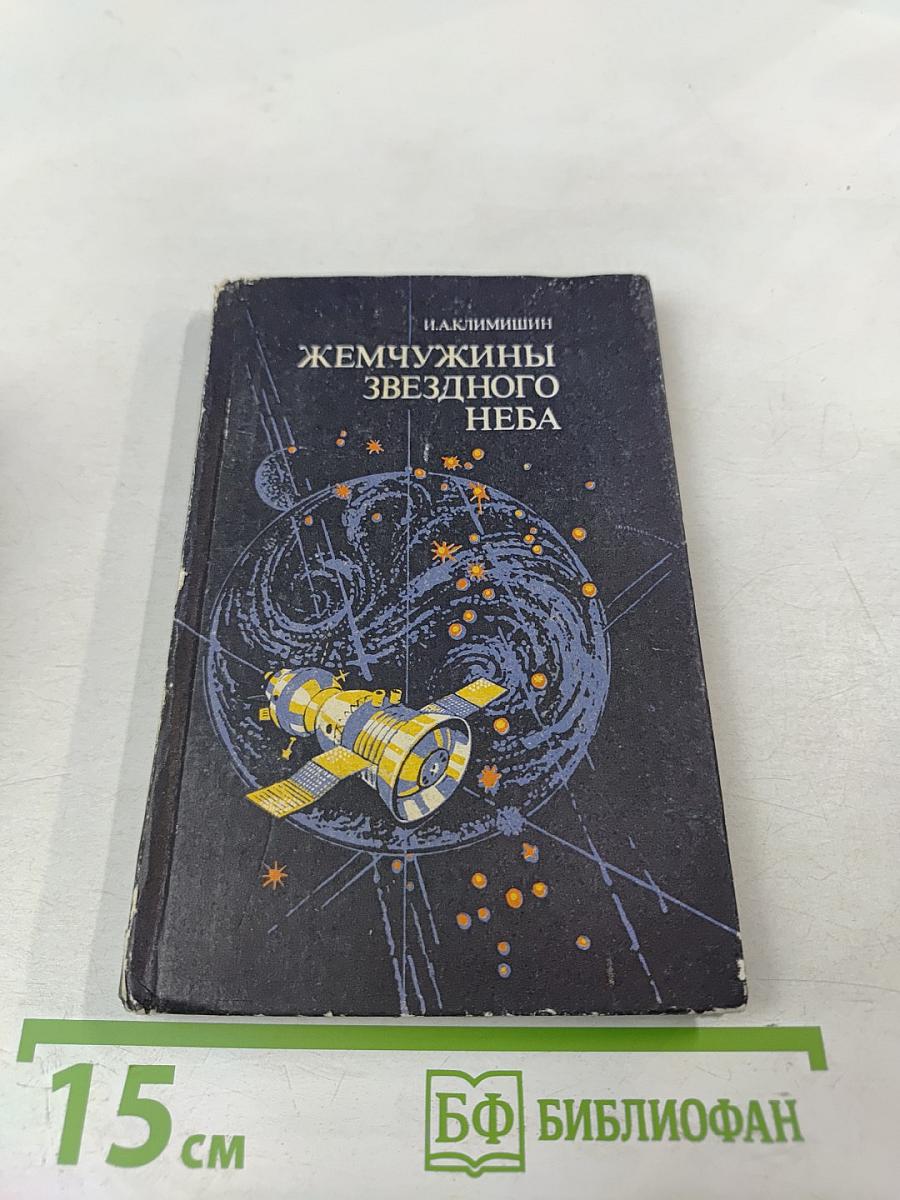 И.А.КЛИМИШИН
ЖЕМЧУЖИНЫ
ЗВЕЗДНОГО
НЕБА
15 см
БФ БИБЛИОФАН